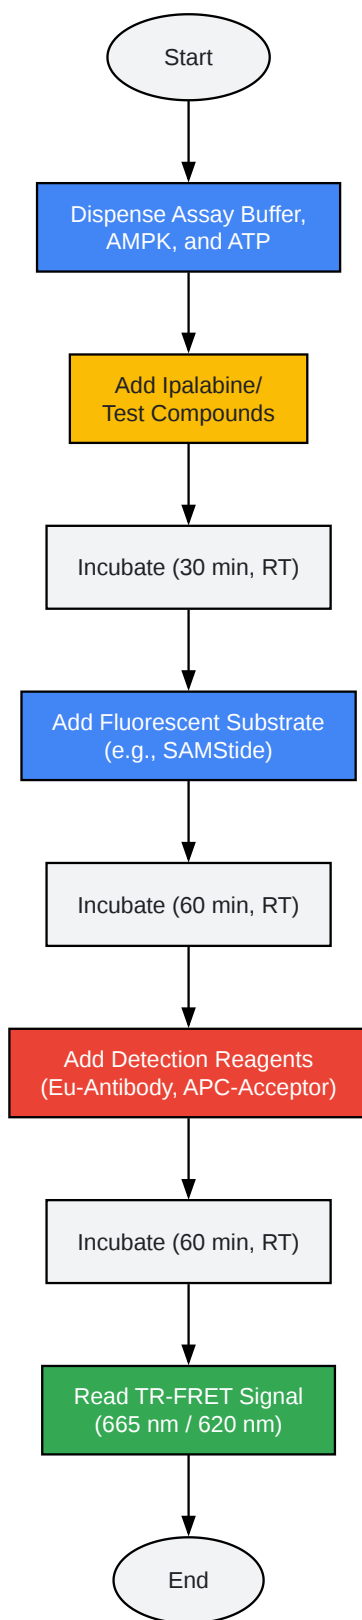 Start
Dispense Assay Buffer,
AMPK, and ATP
Add Ipalabine/
Test Compounds
Incubate (30 min, RT)
Add Fluorescent Substrate
(e.g., SAMStide)
Incubate (60 min, RT)
Add Detection Reagents
(Eu-Antibody, APC-Acceptor)
Incubate (60 min, RT)
Read TR-FRET Signal
(665 nm / 620 nm)
End